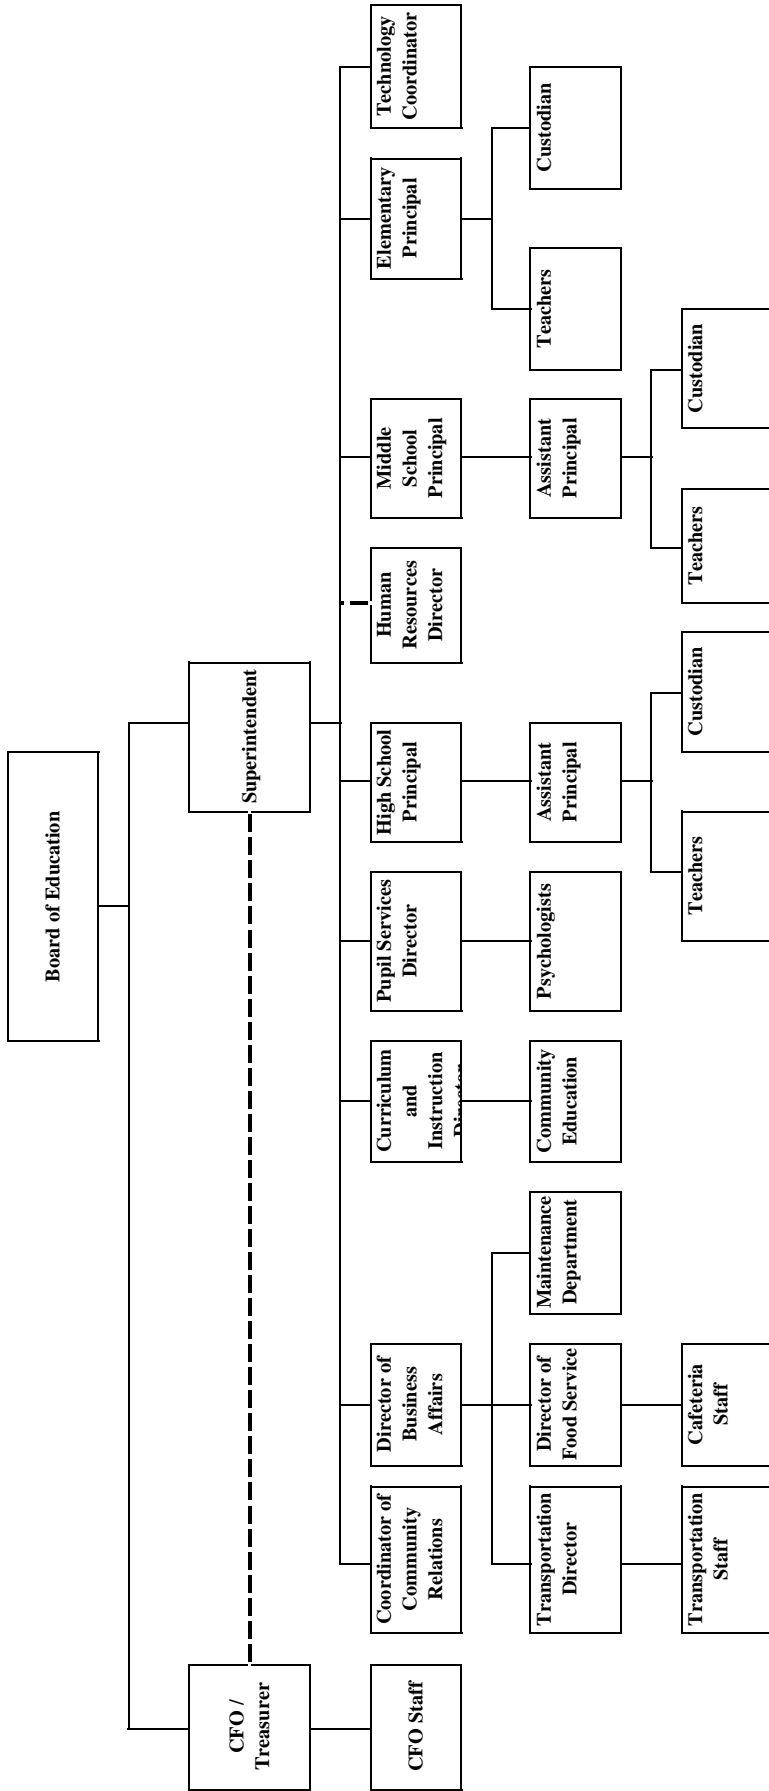 Board of Education
CFO /
Treasurer
Superintendent
CFO Staff
Coordinator of
Community
Relations
Director of
Business
Affairs
Curriculum
and
Instruction
Director
Pupil Services
Director
High School
Principal
Human
Resources
Director
Middle
School
Principal
Elementary
Principal
Technology
Coordinator
Transportation
Director
Director of
Food Service
Maintenance
Department
Community
Education
Psychologists
Assistant
Principal
Assistant
Principal
Teachers
Custodian
Transportation
Staff
Cafeteria
Staff
Teachers
Custodian
Teachers
Custodian